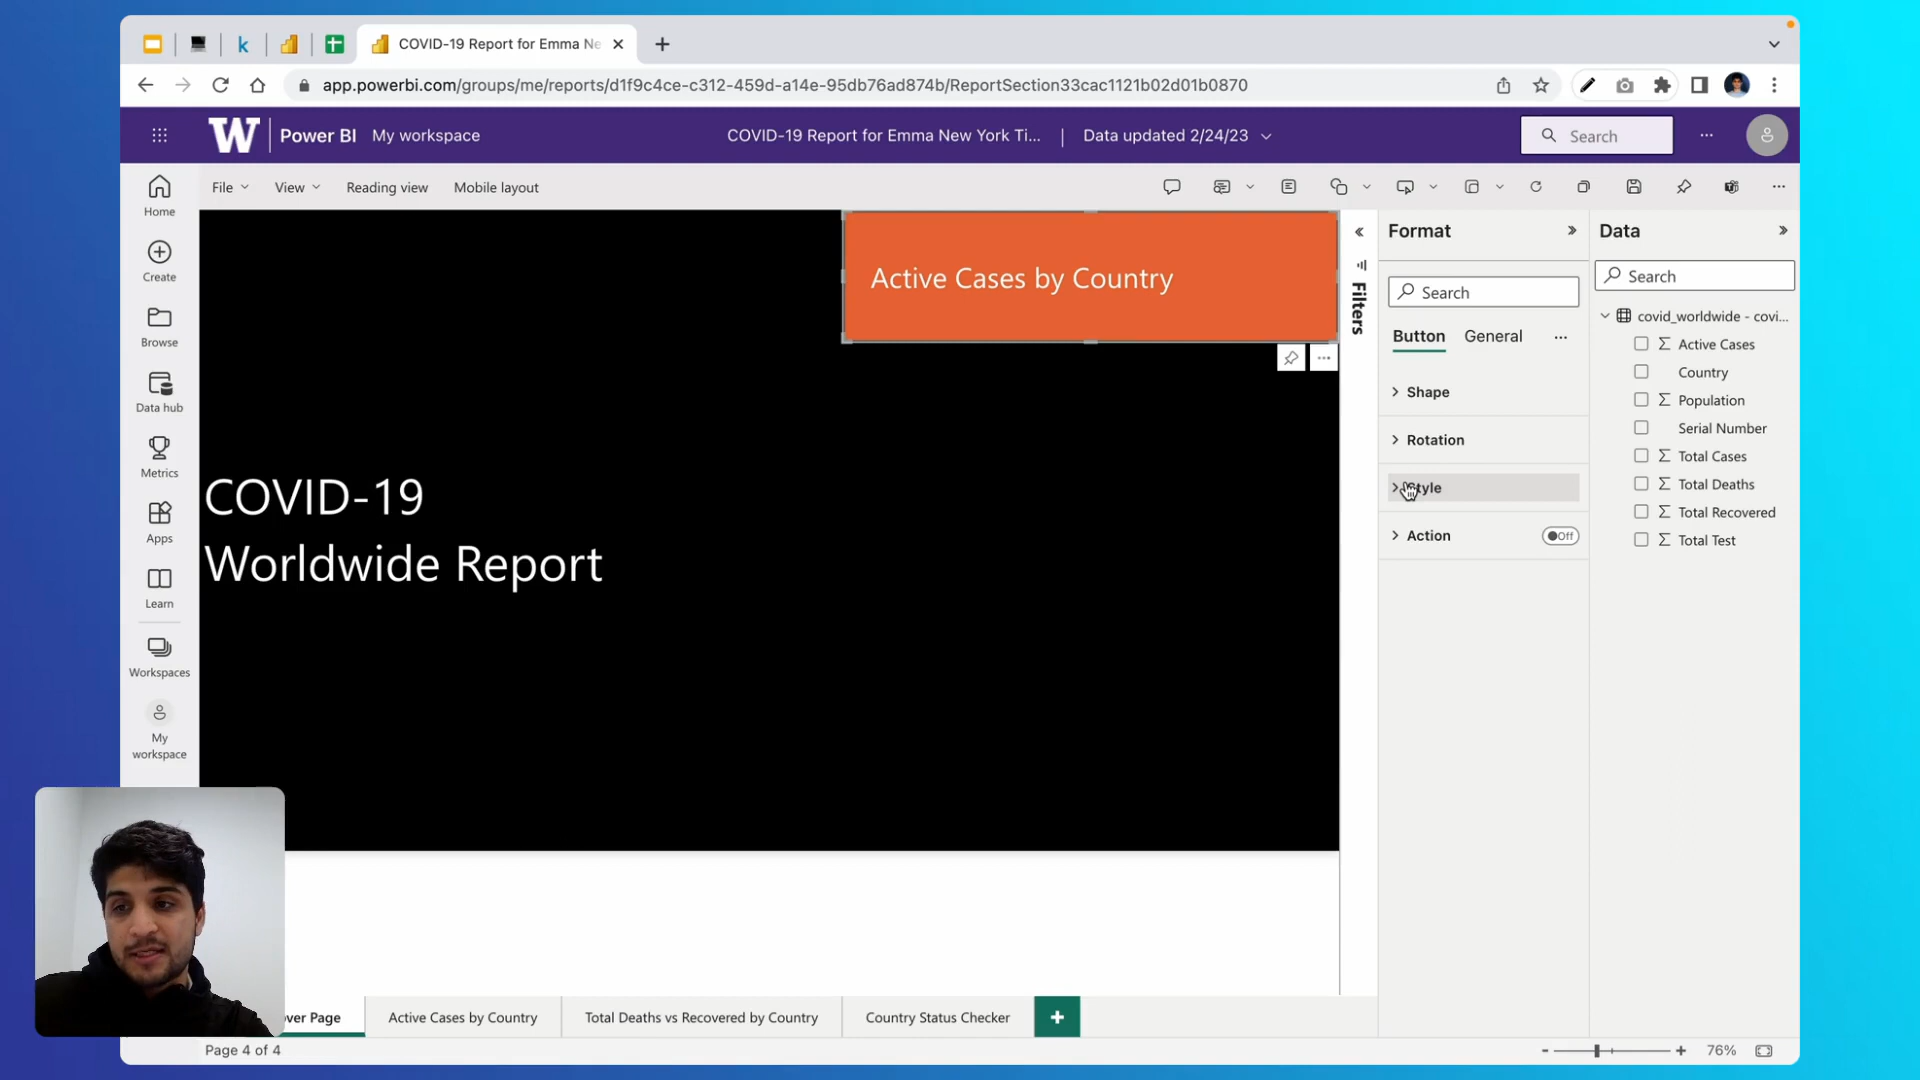 k
COVID-19 Report for Emma Ne
app.powerbi.com/groups/me/reports/d1f9c4ce-c312-459d-a14e-95db76ad874b/ReportSection33cac1121b02d01b0870
W Power BI My workspace
COVID-19 Report for Emma New York Ti... | Data updated 2/24/23
Search
File View Reading view Mobile layout
Home
Create
Browse
Data hub
Metrics
Apps
Learn
Workspaces
My
workspace
Active Cases by Country
COVID-19
Worldwide Report
Filters
Format
Search
Button General
Shape
Rotation
Style
Action Off
Data
Search
covid_worldwide - covi...
Active Cases
Country
Population
Serial Number
Total Cases
Total Deaths
Total Recovered
Total Test
over Page
Active Cases by Country
Total Deaths vs Recovered by Country
Country Status Checker
Page 4 of 4
76%